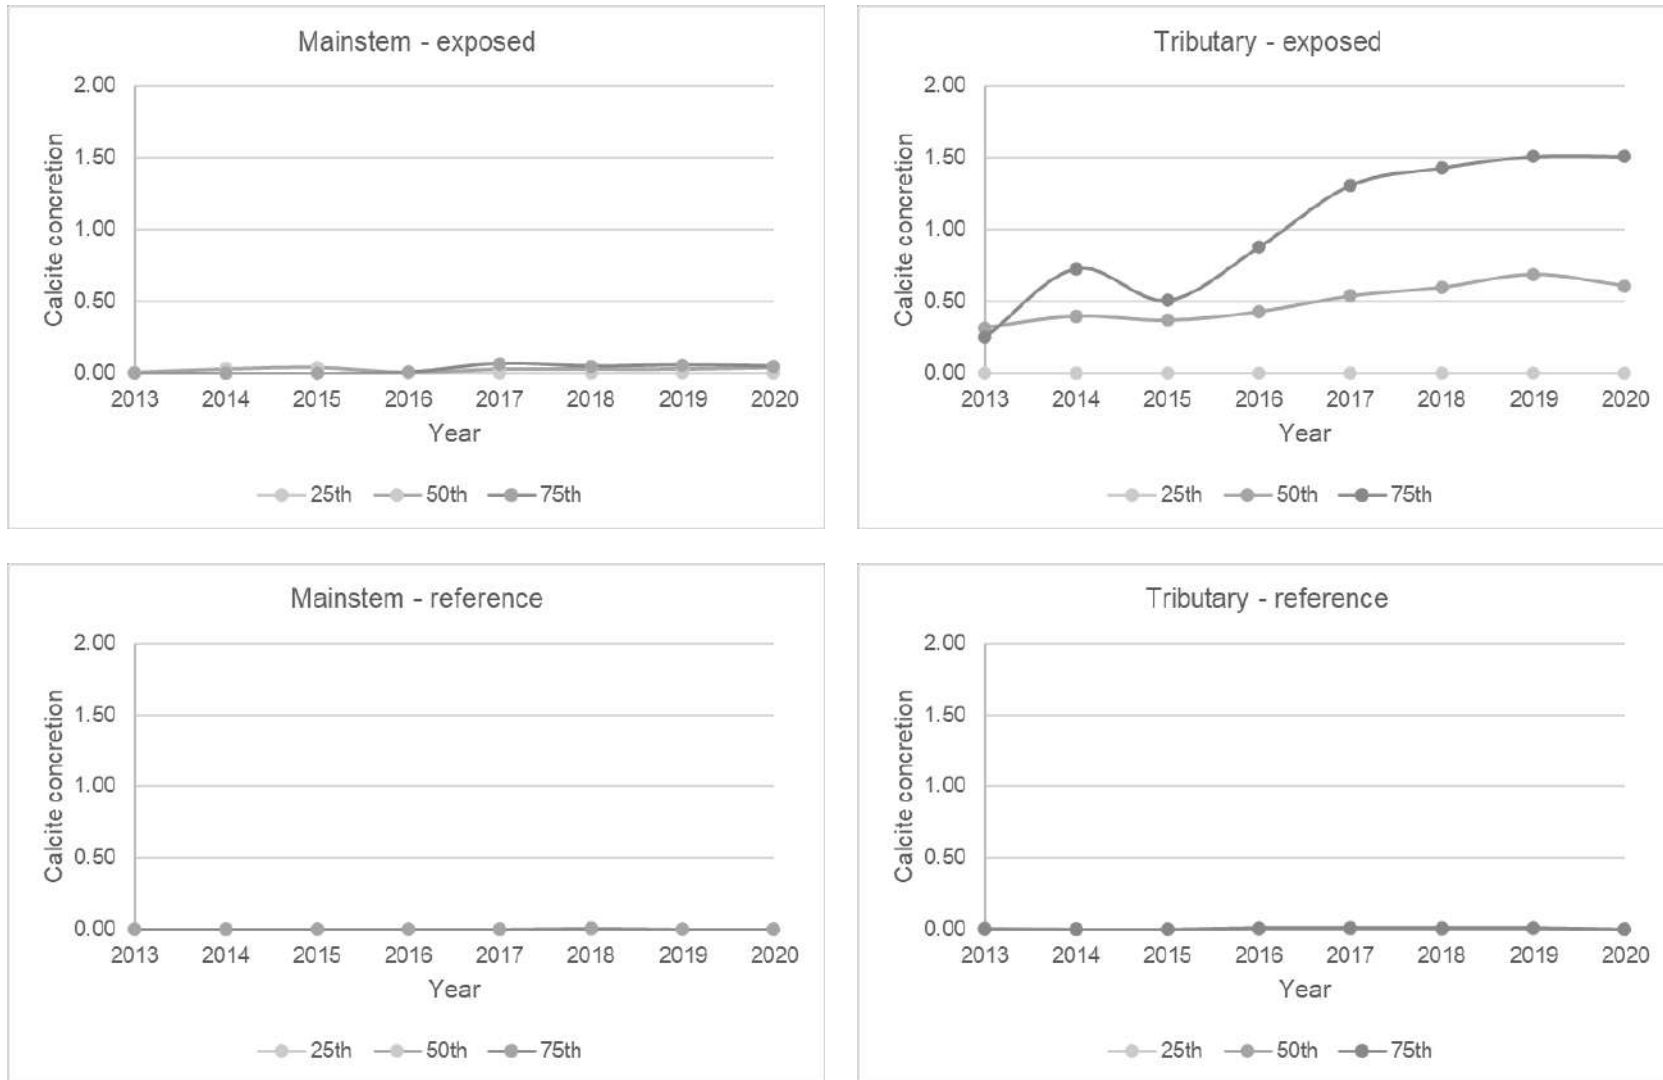 Mainstem - exposed
2.00
1.50
1.00
0.50
0.00
Calcite concretion
2013 2014 2015 2016 2017 2018 2019 2020
Year
25th 50th 75th
Tributary - exposed
2.00
1.50
1.00
0.50
0.00
Calcite concretion
2013 2014 2015 2016 2017 2018 2019 2020
Year
25th 50th 75th
Mainstem - reference
2.00
1.50
1.00
0.50
0.00
Calcite concretion
2013 2014 2015 2016 2017 2018 2019 2020
Year
25th 50th 75th
Tributary - reference
2.00
1.50
1.00
0.50
0.00
Calcite concretion
2013 2014 2015 2016 2017 2018 2019 2020
Year
25th 50th 75th